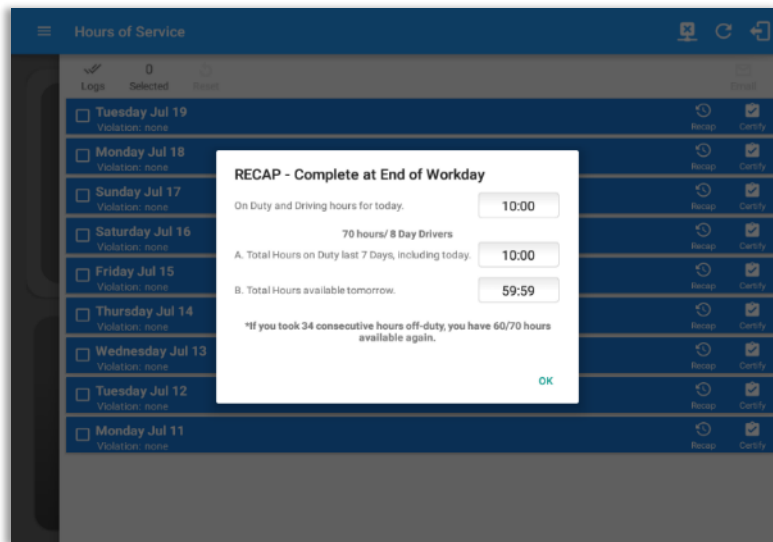 Hours of Service
0
Logs Selected Reset Email
Tuesday Jul 19
Violation: none
Recap Certify
Monday Jul 18
Violation: none
Recap Certify
Sunday Jul 17
Violation: none
Recap Certify
Saturday Jul 16
Violation: none
Recap Certify
Friday Jul 15
Violation: none
Recap Certify
Thursday Jul 14
Violation: none
Recap Certify
Wednesday Jul 13
Violation: none
Recap Certify
Tuesday Jul 12
Violation: none
Recap Certify
Monday Jul 11
Violation: none
Recap Certify
RECAP - Complete at End of Workday
On Duty and Driving hours for today. 10:00
70 hours/ 8 Day Drivers
A. Total Hours on Duty last 7 Days, including today. 10:00
B. Total Hours available tomorrow. 59:59
*If you took 34 consecutive hours off-duty, you have 60/70 hours
available again.
OK